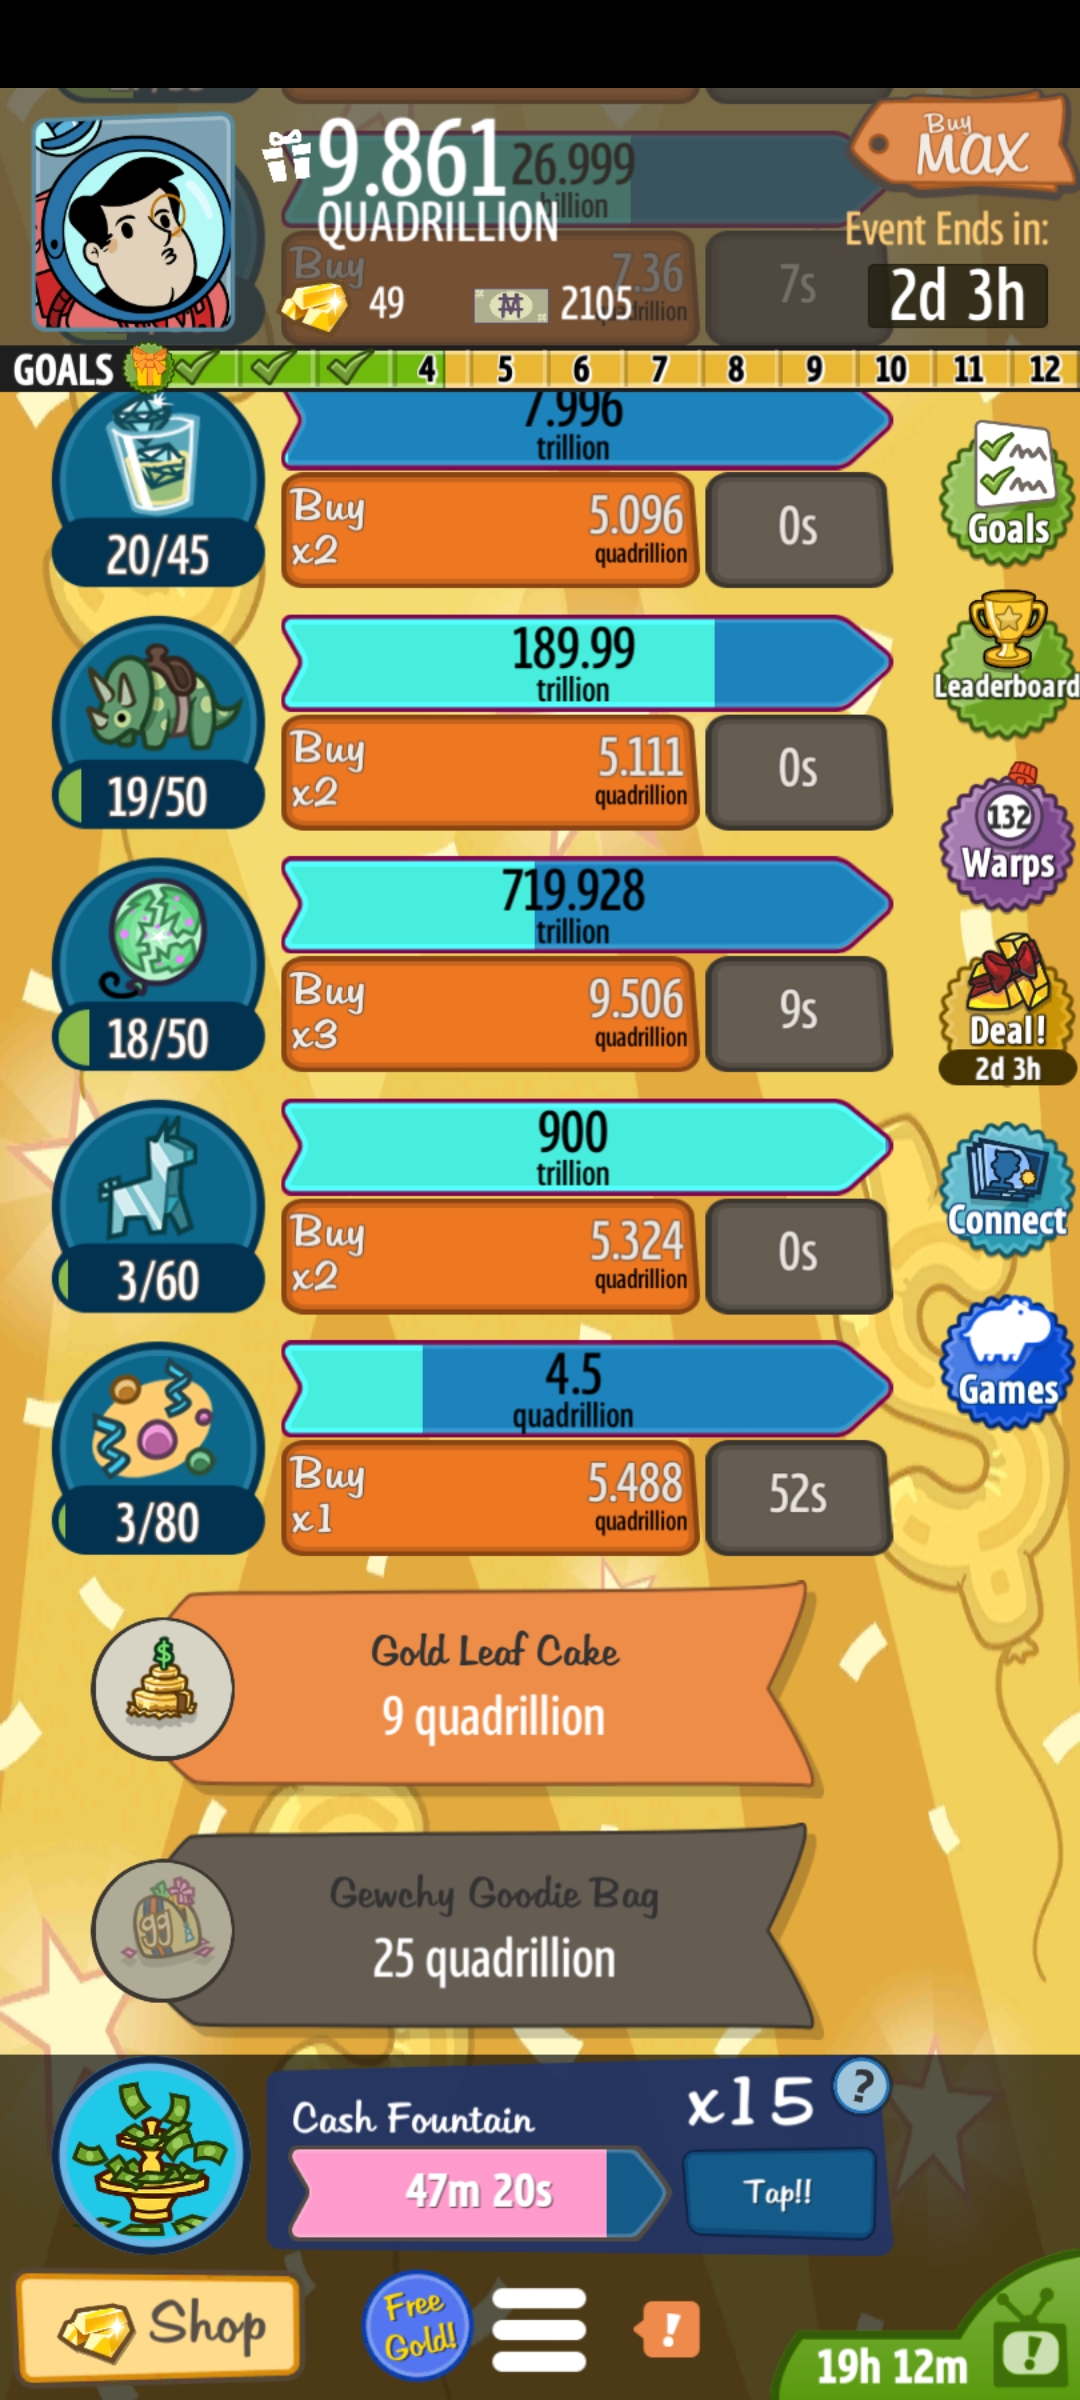 9.861
QUADRILLION
26.999
7.36
Buy
7s
49
2105
Buy
MAX
Event Ends in:
2d 3h
GOALS
4 5 6 7 8 9 10 11 12
7.996
trillion
20/45
Buy
x2
5.096
quadrillion
0s
Goals
189.99
trillion
19/50
Buy
x2
5.111
quadrillion
0s
Leaderboard
719.928
trillion
18/50
Buy
x3
9.506
quadrillion
9s
132
Warps
Deal!
2d 3h
900
trillion
3/60
Buy
x2
5.324
quadrillion
0s
Connect
4.5
quadrillion
3/80
Buy
x1
5.488
quadrillion
52s
Games
Gold Leaf Cake
9 quadrillion
Gewchy Goodie Bag
25 quadrillion
Cash Fountain
x15
?
47m 20s
Tap!!
Shop
Free
Gold!
!
19h 12m
!